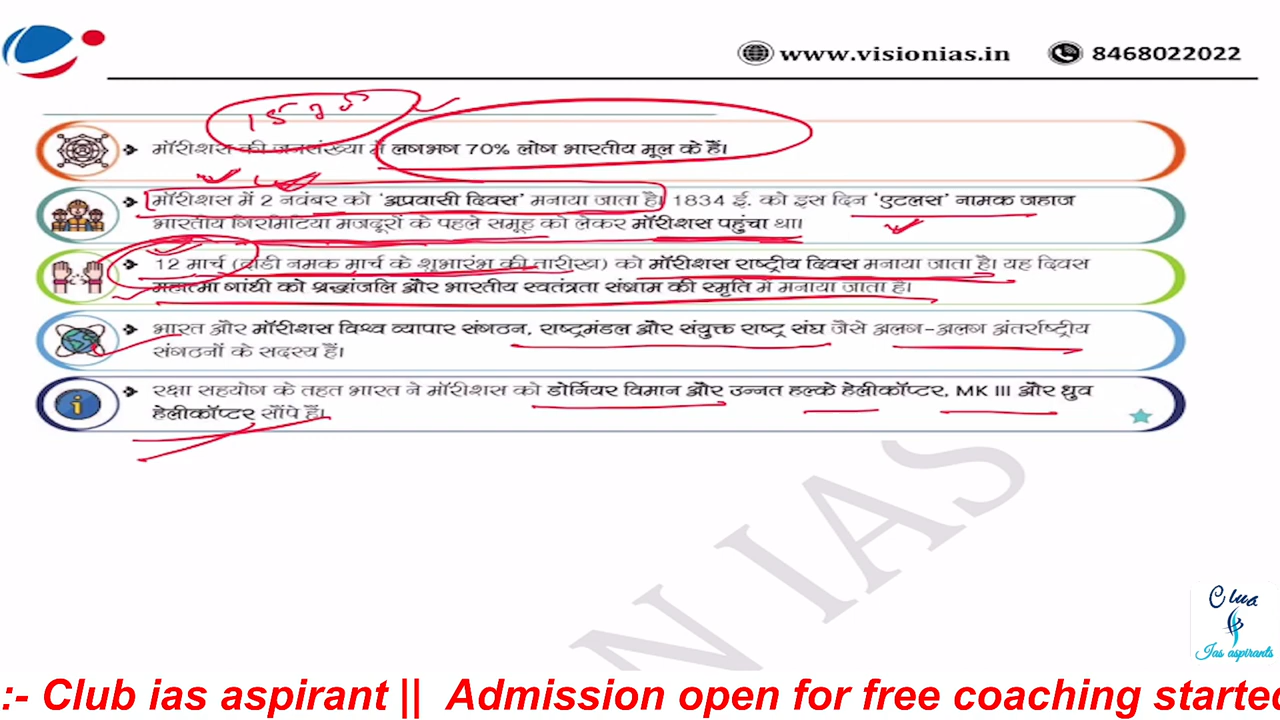 www.visionias.in 8468022022
मॉरीशस की जनसंख्या में लगभग 70% लोग भारतीय मूल के हैं।
मॉरीशस में 2 नवंबर को 'अप्रवासी दिवस' मनाया जाता है। 1834 ई. को इस दिन 'एटलस' नामक जहाज
भारतीय गिरमिटिया मजदूरों के पहले समूह को लेकर मॉरीशस पहुंचा था।
12 मार्च (दांडी नमक मार्च के शुभारंभ की तारीख) को मॉरीशस राष्ट्रीय दिवस मनाया जाता है। यह दिवस
महात्मा गांधी को श्रद्धांजलि और भारतीय स्वतंत्रता संग्राम की स्मृति में मनाया जाता है।
भारत और मॉरीशस विश्व व्यापार संगठन, राष्ट्रमंडल और संयुक्त राष्ट्र संघ जैसे अलग-अलग अंतर्राष्ट्रीय
संगठनों के सदस्य हैं।
रक्षा सहयोग के तहत भारत ने मॉरीशस को डोर्नियर विमान और उन्नत हल्के हेलीकॉप्टर, MK III और ध्रुव
हेलीकॉप्टर सौंपे हैं।
N IAS
Club
Ias aspirants
:- Club ias aspirant || Admission open for free coaching started